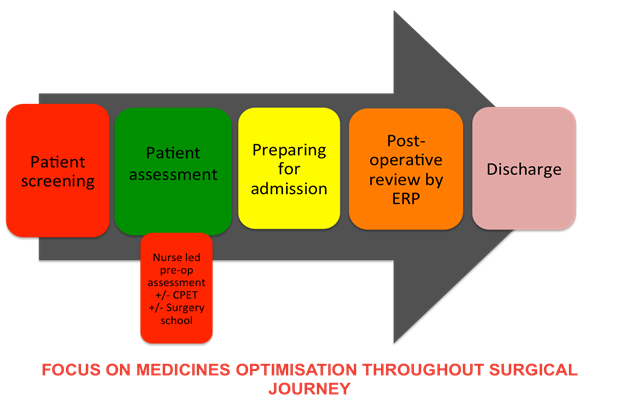 Patient
screening
Patient
assessment
Preparing
for
admission
Post-
operative
review by
ERP
Discharge
Nurse led
pre-op
assessment
+/- CPET
+/- Surgery
school
FOCUS ON MEDICINES OPTIMISATION THROUGHOUT SURGICAL
JOURNEY